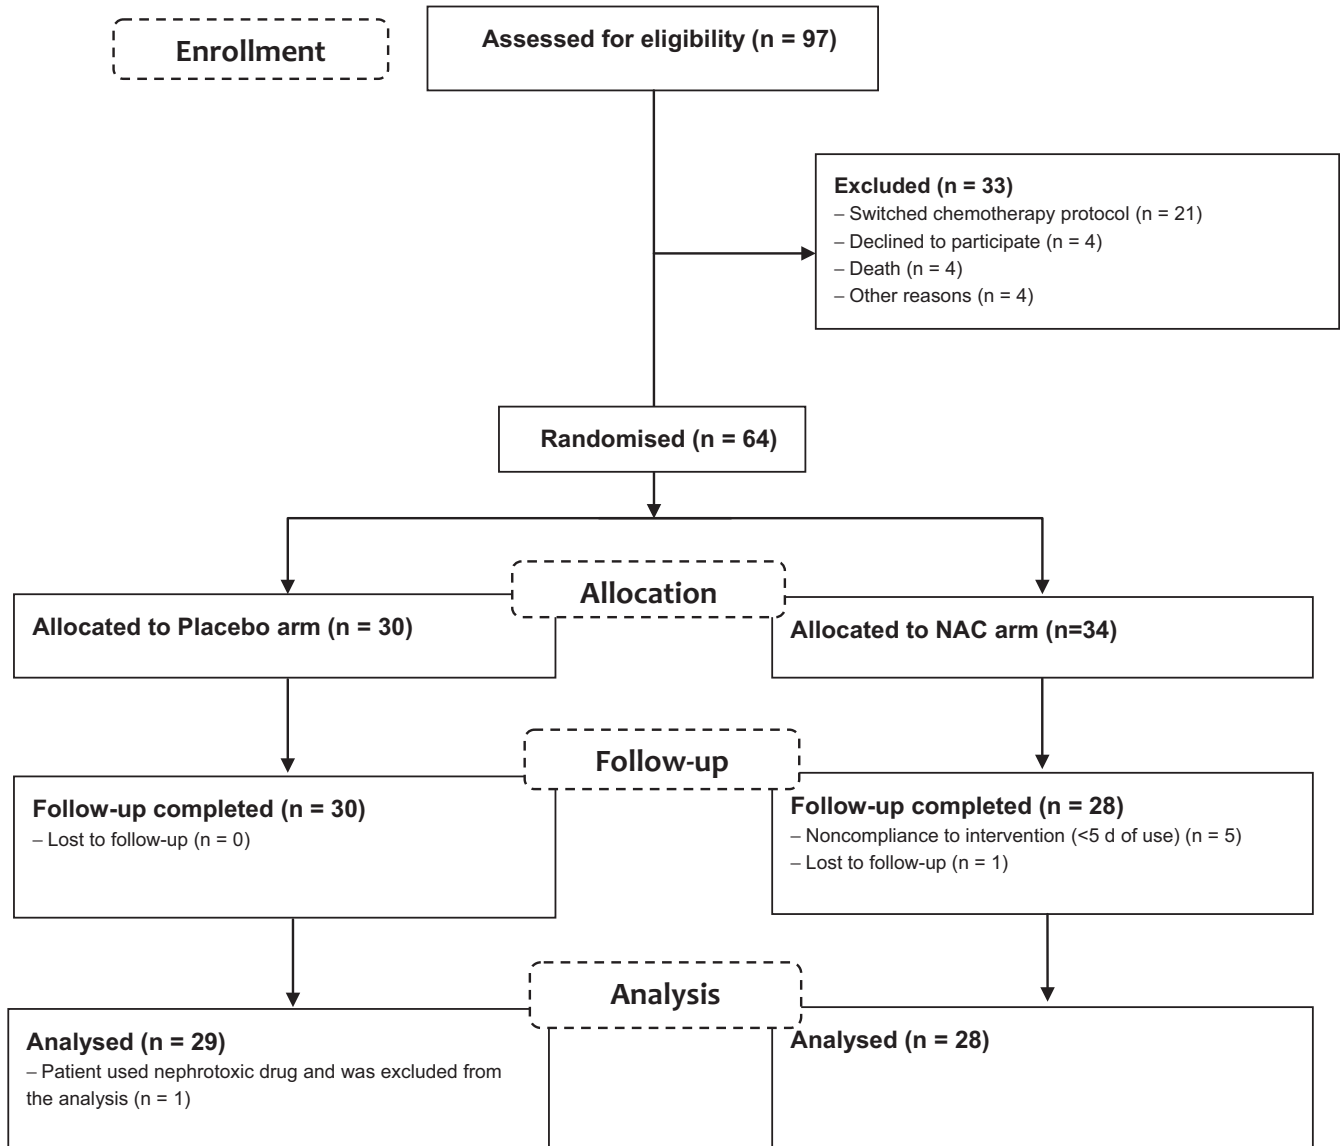 Enrollment
Assessed for eligibility (n = 97)
Excluded (n = 33)
– Switched chemotherapy protocol (n = 21)
– Declined to participate (n = 4)
– Death (n = 4)
– Other reasons (n = 4)
Randomised (n = 64)
Allocation
Allocated to Placebo arm (n = 30)
Allocated to NAC arm (n=34)
Follow-up
Follow-up completed (n = 30)
– Lost to follow-up (n = 0)
Follow-up completed (n = 28)
– Noncompliance to intervention (<5 d of use) (n = 5)
– Lost to follow-up (n = 1)
Analysis
Analysed (n = 29)
– Patient used nephrotoxic drug and was excluded from
the analysis (n = 1)
Analysed (n = 28)